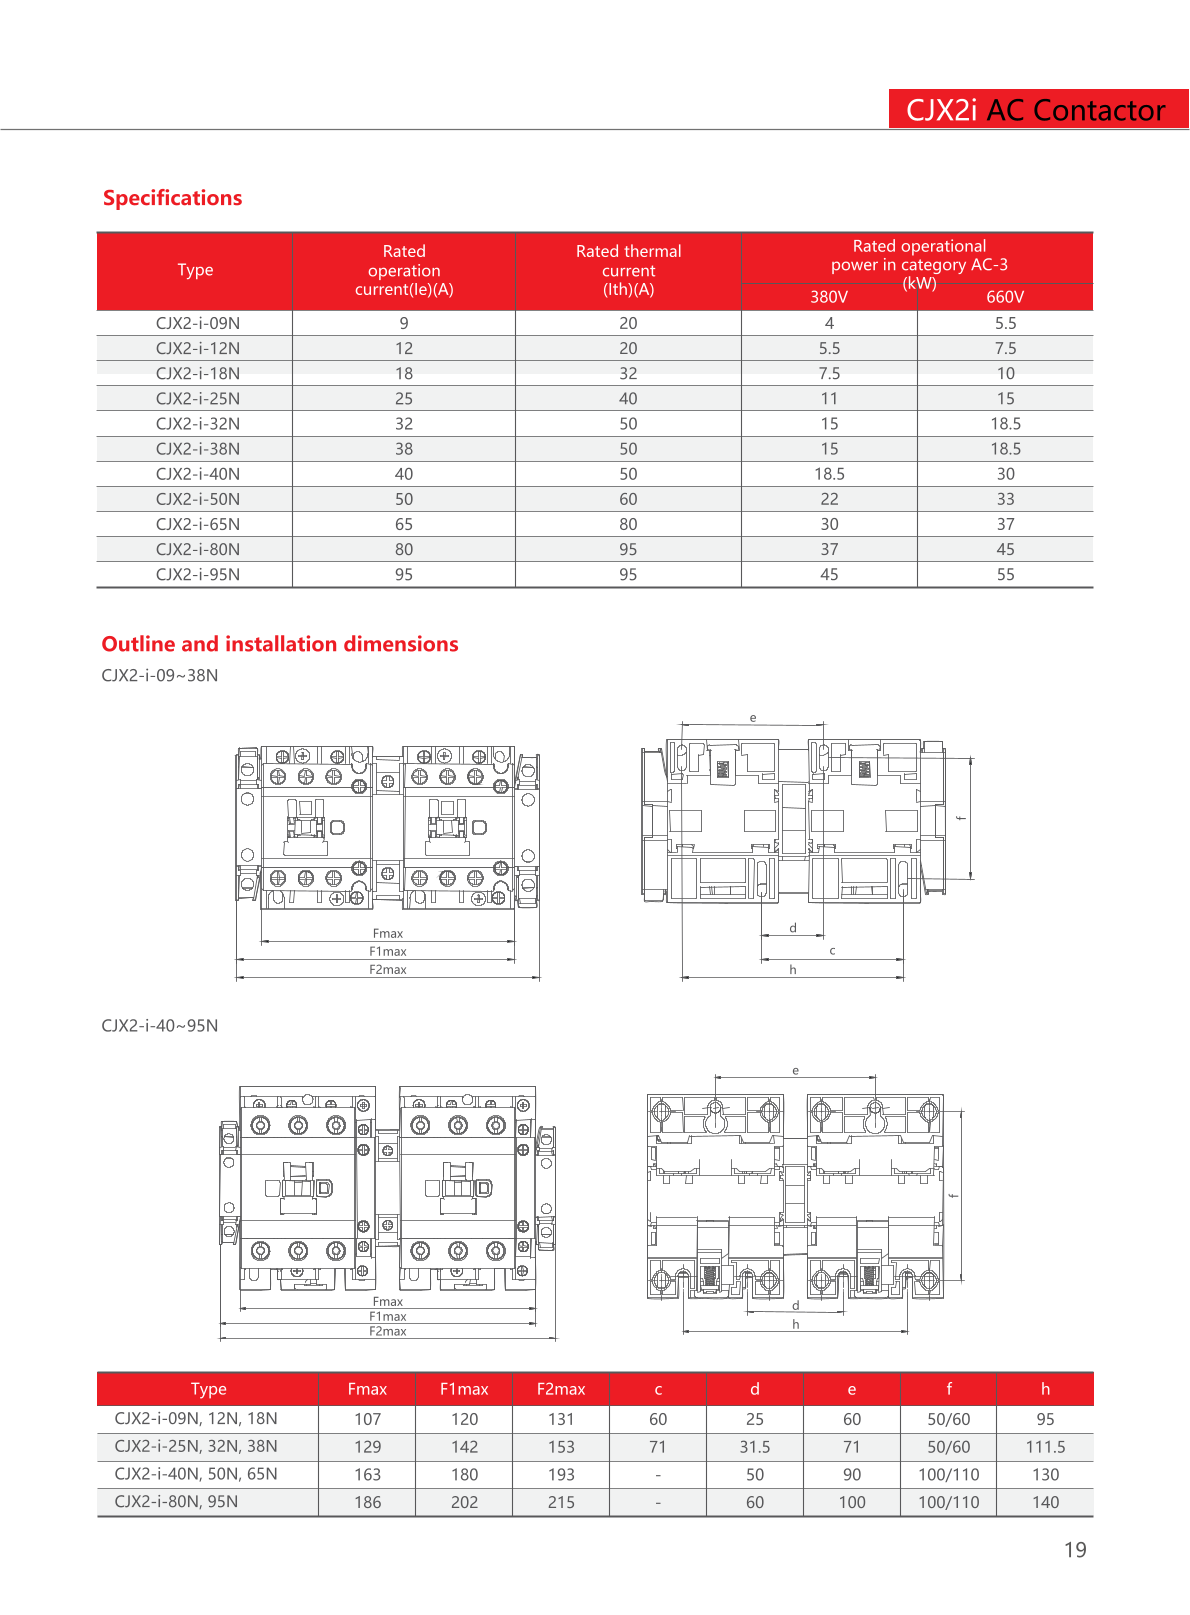 CJX2i AC Contactor
Specifications
Type
Rated
operation
current(Ie)(A)
Rated thermal
current
(Ith)(A)
Rated operational
power in category AC-3
(kW)
380V 660V
CJX2-i-09N 9 20 4 5.5
CJX2-i-12N 12 20 5.5 7.5
CJX2-i-18N 18 32 7.5 10
CJX2-i-25N 25 40 11 15
CJX2-i-32N 32 50 15 18.5
CJX2-i-38N 38 50 15 18.5
CJX2-i-40N 40 50 18.5 30
CJX2-i-50N 50 60 22 33
CJX2-i-65N 65 80 30 37
CJX2-i-80N 80 95 37 45
CJX2-i-95N 95 95 45 55
Outline and installation dimensions
CJX2-i-09~38N
Fmax
F1max
F2max
e
f
d
c
h
CJX2-i-40~95N
Fmax
F1max
F2max
e
f
d
h
Type Fmax F1max F2max c d e f h
CJX2-i-09N, 12N, 18N 107 120 131 60 25 60 50/60 95
CJX2-i-25N, 32N, 38N 129 142 153 71 31.5 71 50/60 111.5
CJX2-i-40N, 50N, 65N 163 180 193 - 50 90 100/110 130
CJX2-i-80N, 95N 186 202 215 - 60 100 100/110 140
19